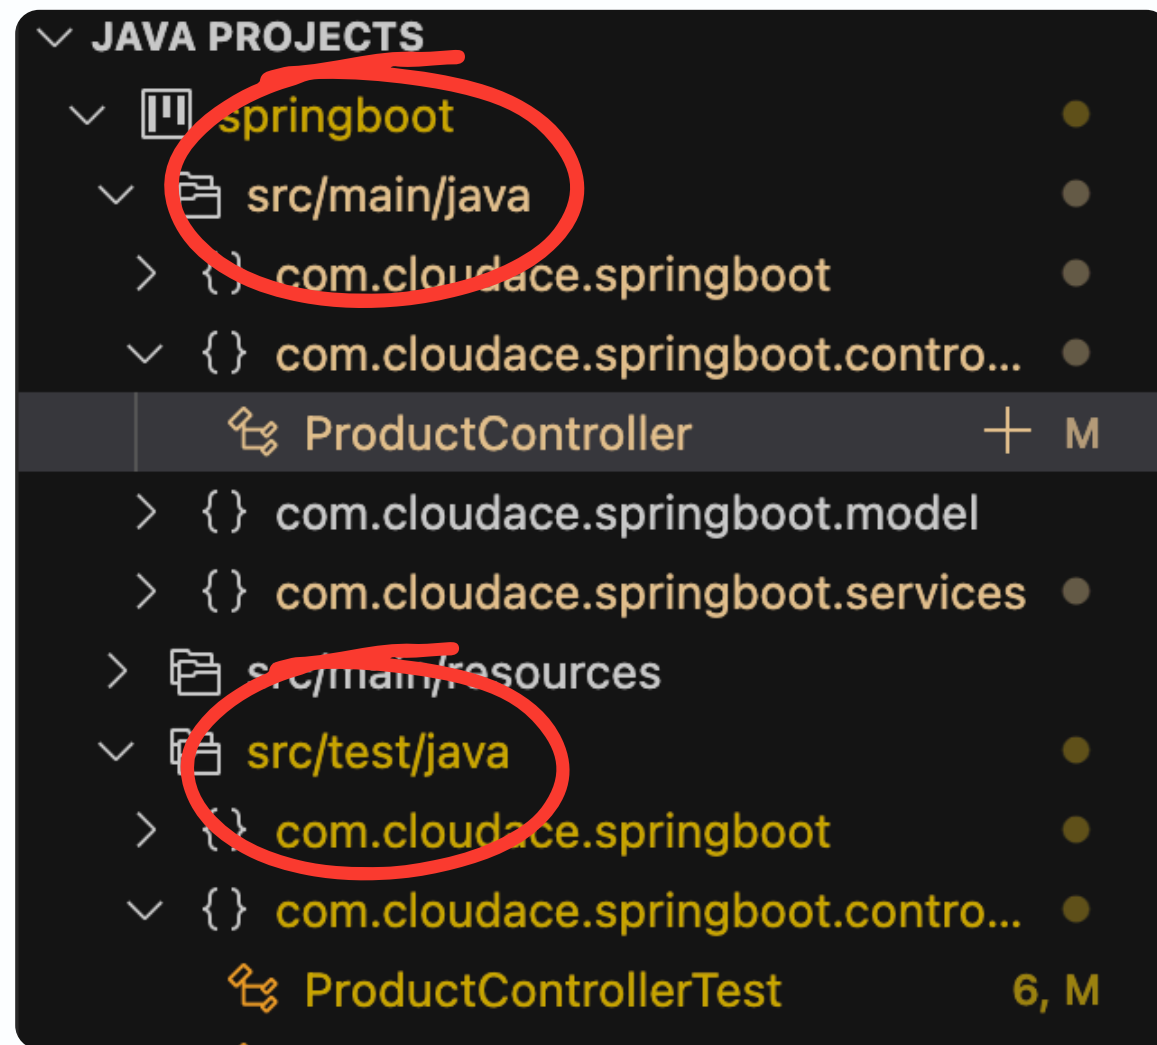 JAVA PROJECTS
springboot
src/main/java
{} com.cloudace.springboot
{} com.cloudace.springboot.contro...
ProductController + M
{} com.cloudace.springboot.model
{} com.cloudace.springboot.services
src/main/resources
src/test/java
{} com.cloudace.springboot
{} com.cloudace.springboot.contro...
ProductControllerTest 6, M